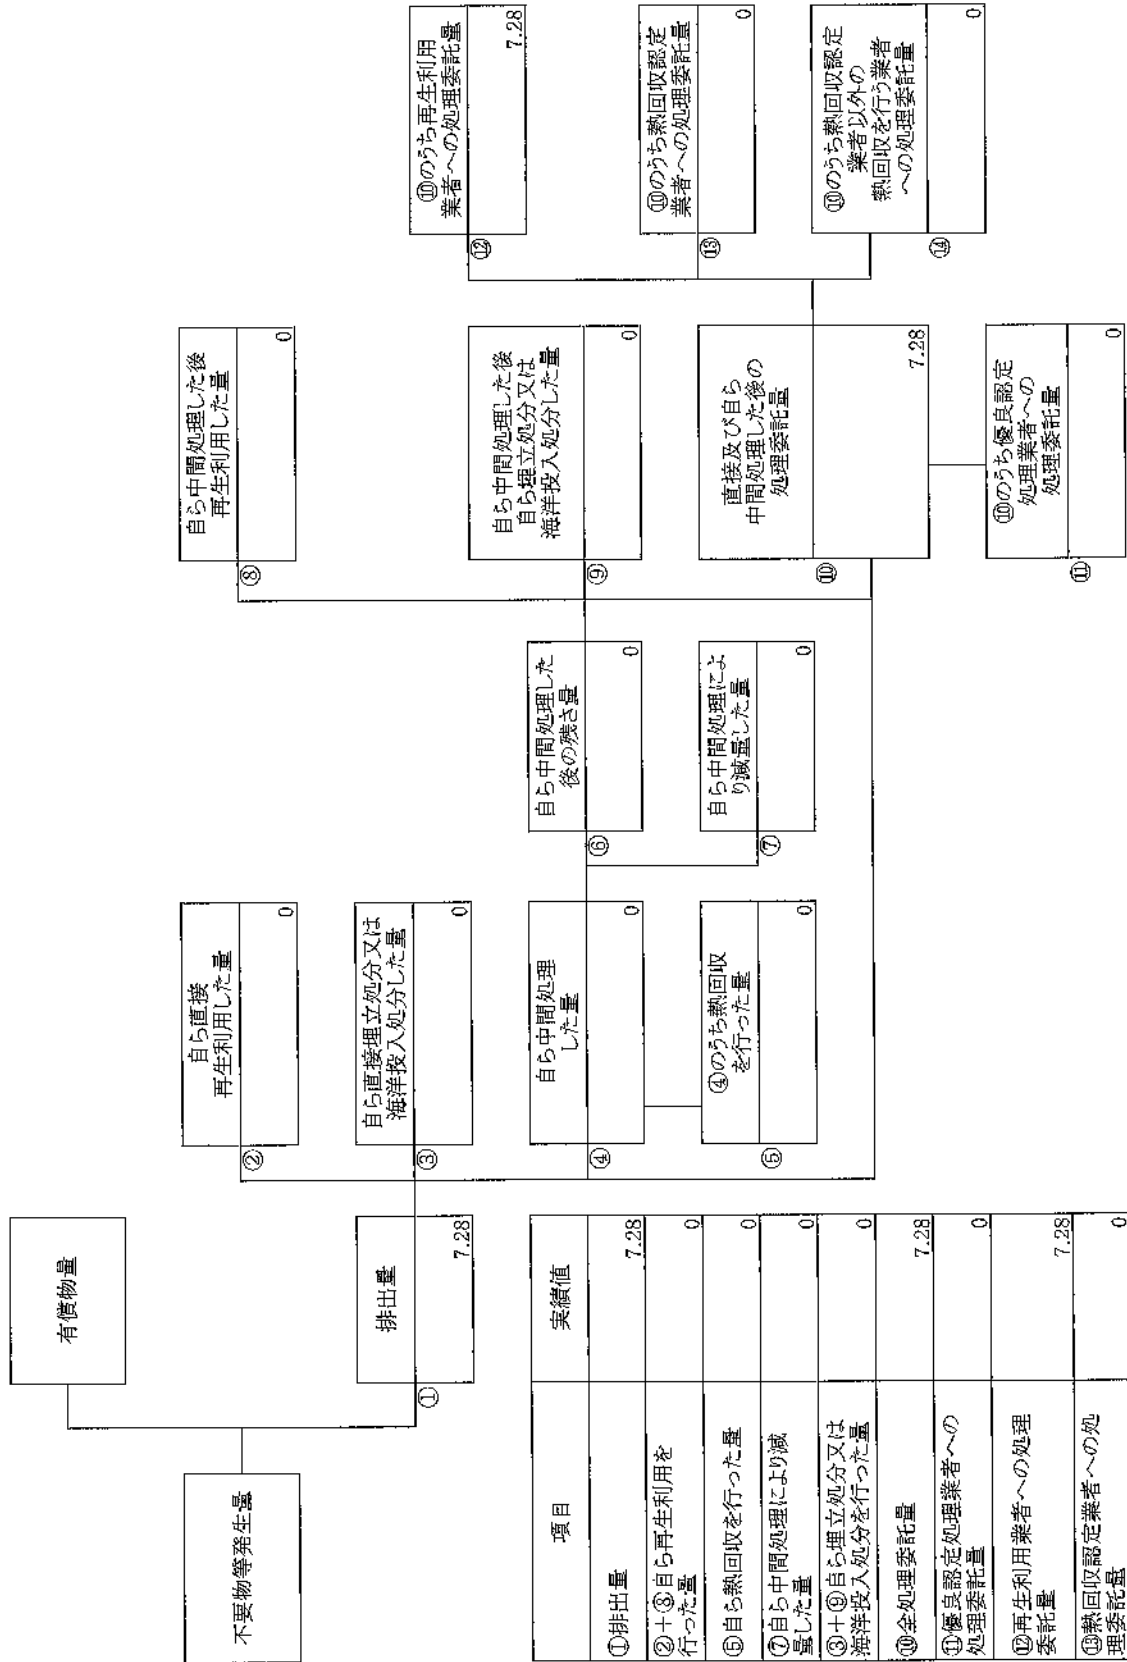 不要物等発生量
有償物量
排出量
①
7.28
自ら直接
再生利用した量
②
0
自ら直接埋立処分又は
海洋投入処分した量
③
0
自ら中間処理
した量
④
0
④のうち熱回収
を行った量
⑤
0
自ら中間処理した
後の残さ量
⑥
0
自ら中間処理によ
り減量した量
⑦
0
自ら中間処理した後
再生利用した量
⑧
0
自ら中間処理した後
自ら埋立処分又は
海洋投入処分した量
⑨
0
直接及び自ら
中間処理した後の
処理委託量
⑩
7.28
⑩のうち優良認定
処理業者への
処理委託量
⑪
0
⑩のうち再生利用
業者への処理委託量
⑫
7.28
⑩のうち熱回収認定
業者への処理委託量
⑬
0
⑩のうち熱回収認定
業者以外の
熱回収を行う業者
への処理委託量
⑭
0
項目 実績値
①排出量 7.28
②+⑧自ら再生利用を
行った量 0
⑤自ら熱回収を行った量 0
⑦自ら中間処理により減
量した量 0
③+⑨自ら埋立処分又は
海洋投入処分を行った量 0
⑩全処理委託量 7.28
⑪優良認定処理業者への
処理委託量 0
⑫再生利用業者への処理
委託量 7.28
⑬熱回収認定業者への処
理委託量 0